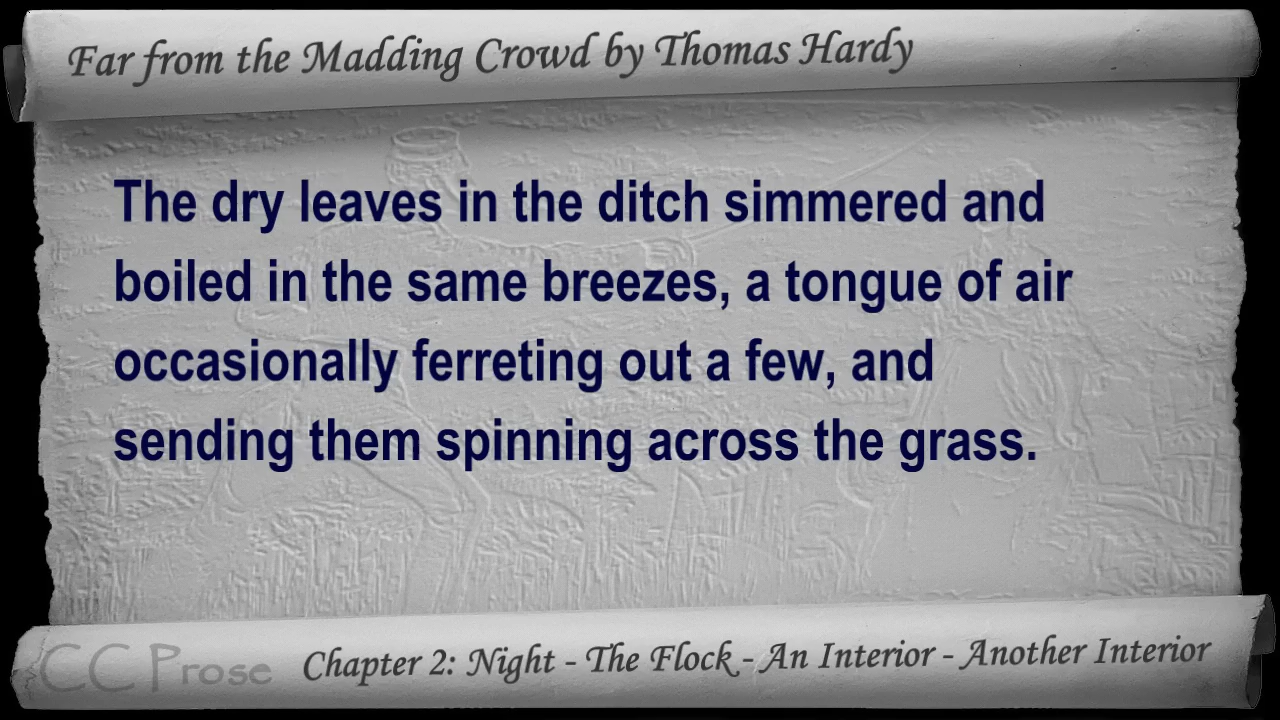 Far from the Madding Crowd by Thomas Hardy
The dry leaves in the ditch simmered and
boiled in the same breezes, a tongue of air
occasionally ferreting out a few, and
sending them spinning across the grass.
CC Prose
Chapter 2: Night - The Flock - An Interior - Another Interior